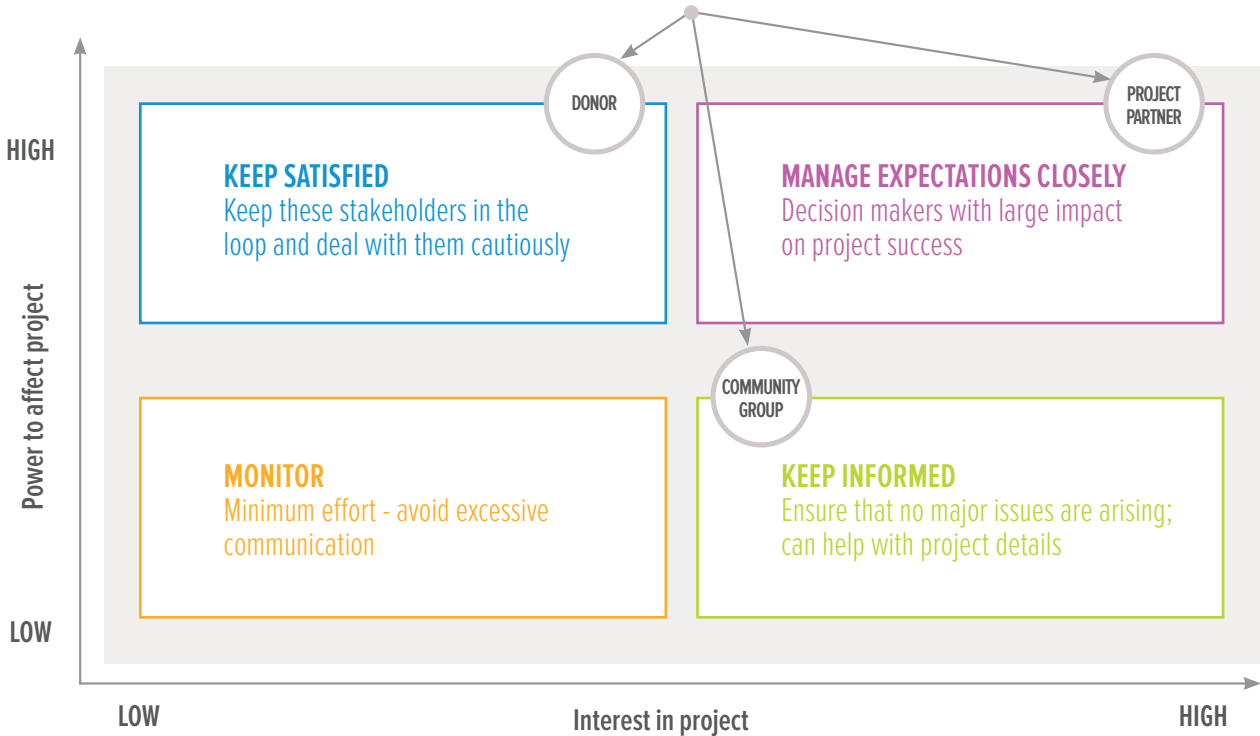 DONOR
PROJECT
PARTNER
HIGH
KEEP SATISFIED
Keep these stakeholders in the
loop and deal with them cautiously
MANAGE EXPECTATIONS CLOSELY
Decision makers with large impact
on project success
Power to affect project
COMMUNITY
GROUP
MONITOR
Minimum effort - avoid excessive
communication
KEEP INFORMED
Ensure that no major issues are arising;
can help with project details
LOW
LOW
Interest in project
HIGH